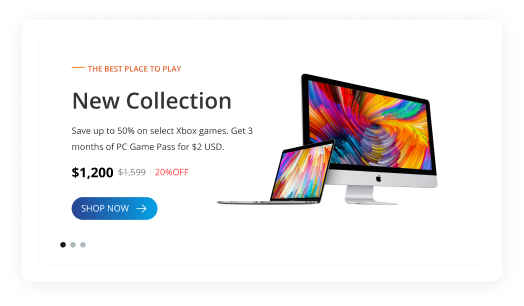 THE BEST PLACE TO PLAY
New Collection
Save up to 50% on select Xbox games. Get 3
months of PC Game Pass for $2 USD.
$1,200 $1,599 20%OFF
SHOP NOW